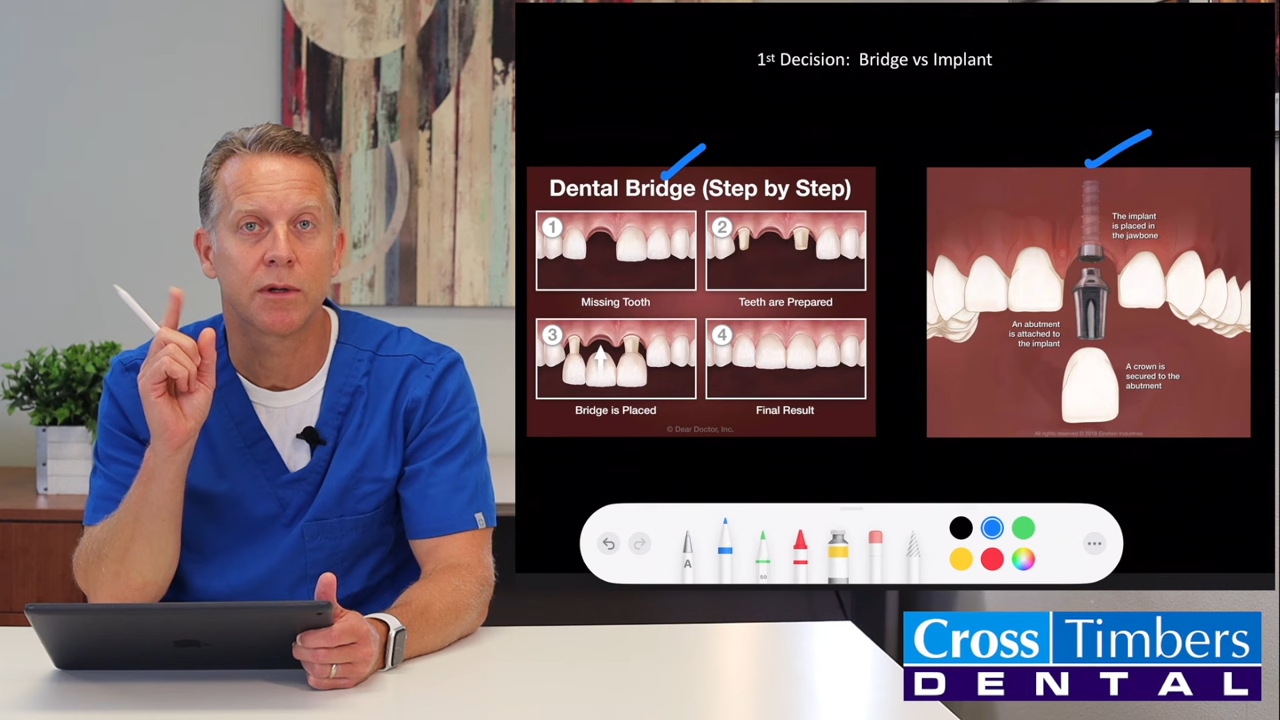 1st Decision: Bridge vs Implant
Dental Bridge (Step by Step)
1
2
Missing Tooth
Teeth are Prepared
3
4
Bridge is Placed
Final Result
© Dear Doctor, Inc.
The implant
is placed in
the jawbone
An abutment
is attached to
the implant
A crown is
secured to the
abutment
A
Cross Timbers
DENTAL